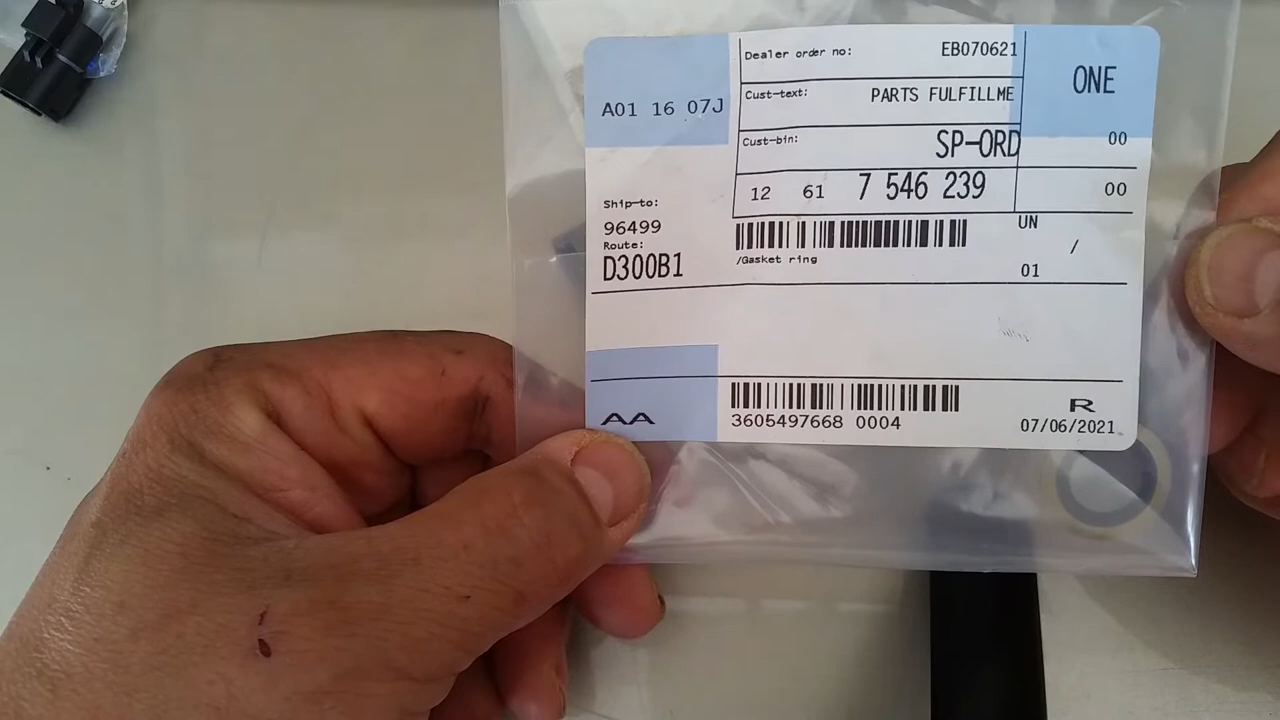 A01 16 07J
Dealer order no: EB070621
Cust-text: PARTS FULFILLME
Cust-bin: SP-ORD
ONE
00
12 61 7 546 239 00
Ship-to:
96499
Route:
D300B1
/Gasket ring
UN
/
01
AA
3605497668 0004
R
07/06/2021